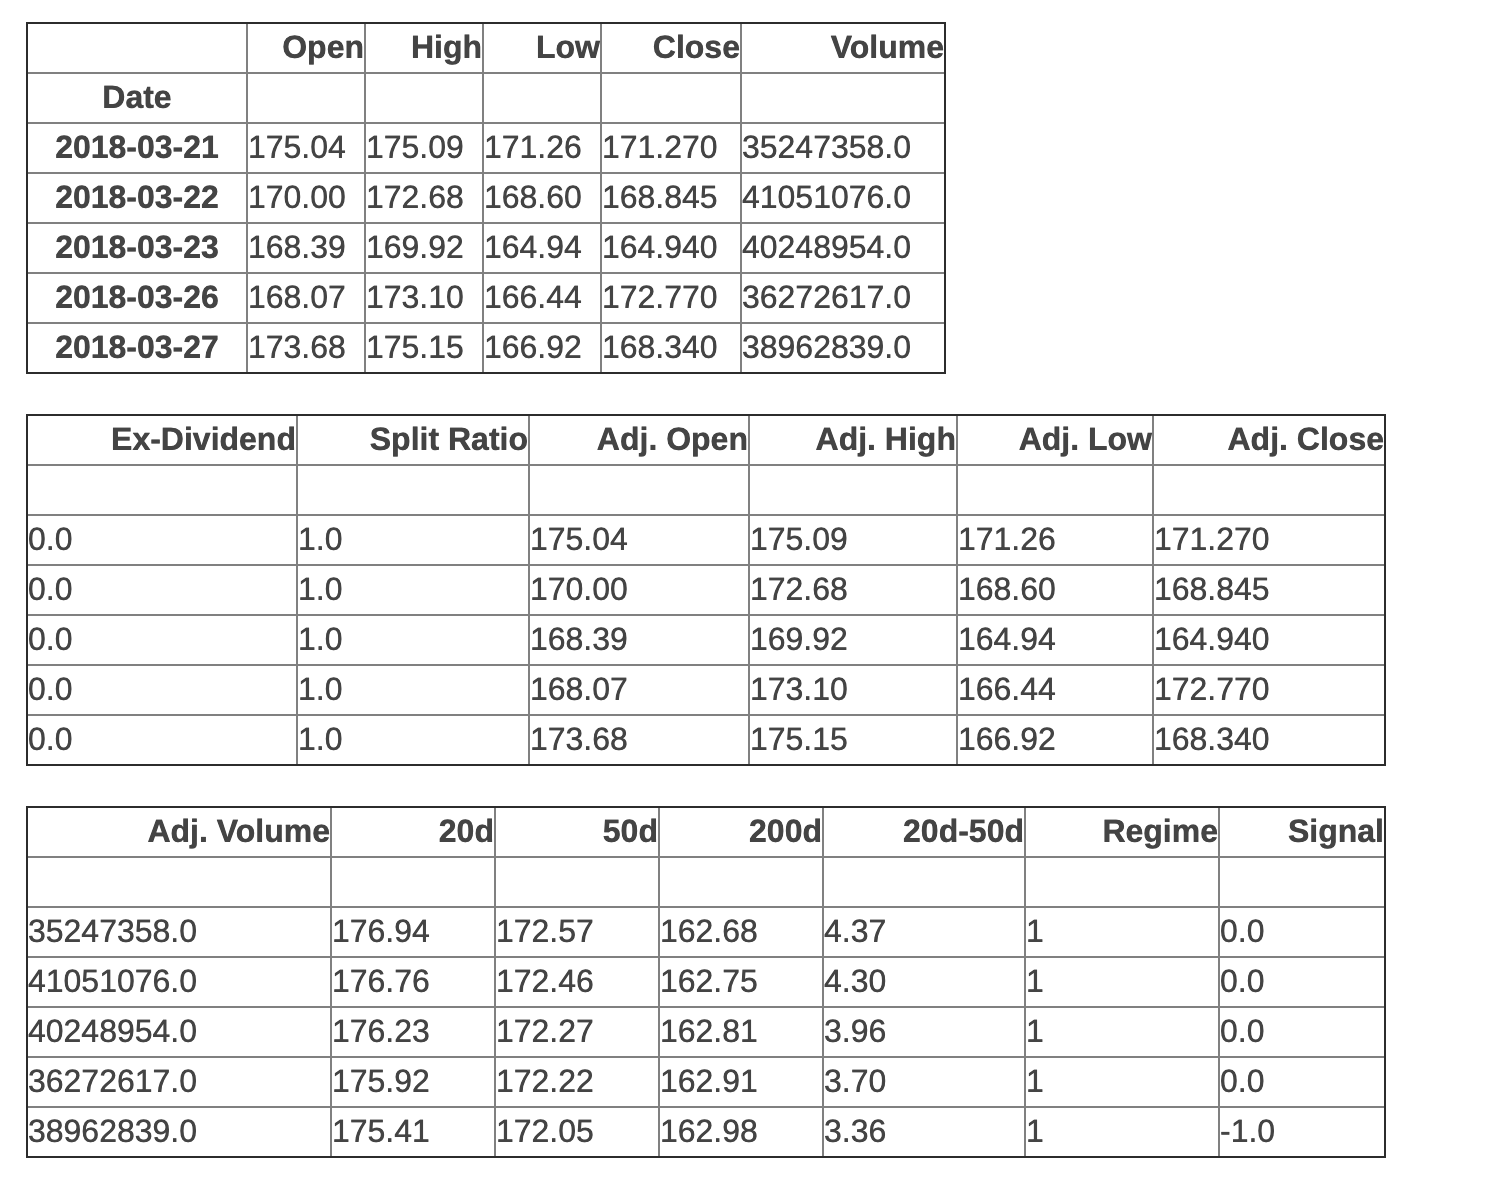 Open High Low Close Volume
Date
2018-03-21 175.04 175.09 171.26 171.270 35247358.0
2018-03-22 170.00 172.68 168.60 168.845 41051076.0
2018-03-23 168.39 169.92 164.94 164.940 40248954.0
2018-03-26 168.07 173.10 166.44 172.770 36272617.0
2018-03-27 173.68 175.15 166.92 168.340 38962839.0
Ex-Dividend Split Ratio Adj. Open Adj. High Adj. Low Adj. Close
0.0 1.0 175.04 175.09 171.26 171.270
0.0 1.0 170.00 172.68 168.60 168.845
0.0 1.0 168.39 169.92 164.94 164.940
0.0 1.0 168.07 173.10 166.44 172.770
0.0 1.0 173.68 175.15 166.92 168.340
Adj. Volume 20d 50d 200d 20d-50d Regime Signal
35247358.0 176.94 172.57 162.68 4.37 1 0.0
41051076.0 176.76 172.46 162.75 4.30 1 0.0
40248954.0 176.23 172.27 162.81 3.96 1 0.0
36272617.0 175.92 172.22 162.91 3.70 1 0.0
38962839.0 175.41 172.05 162.98 3.36 1 -1.0